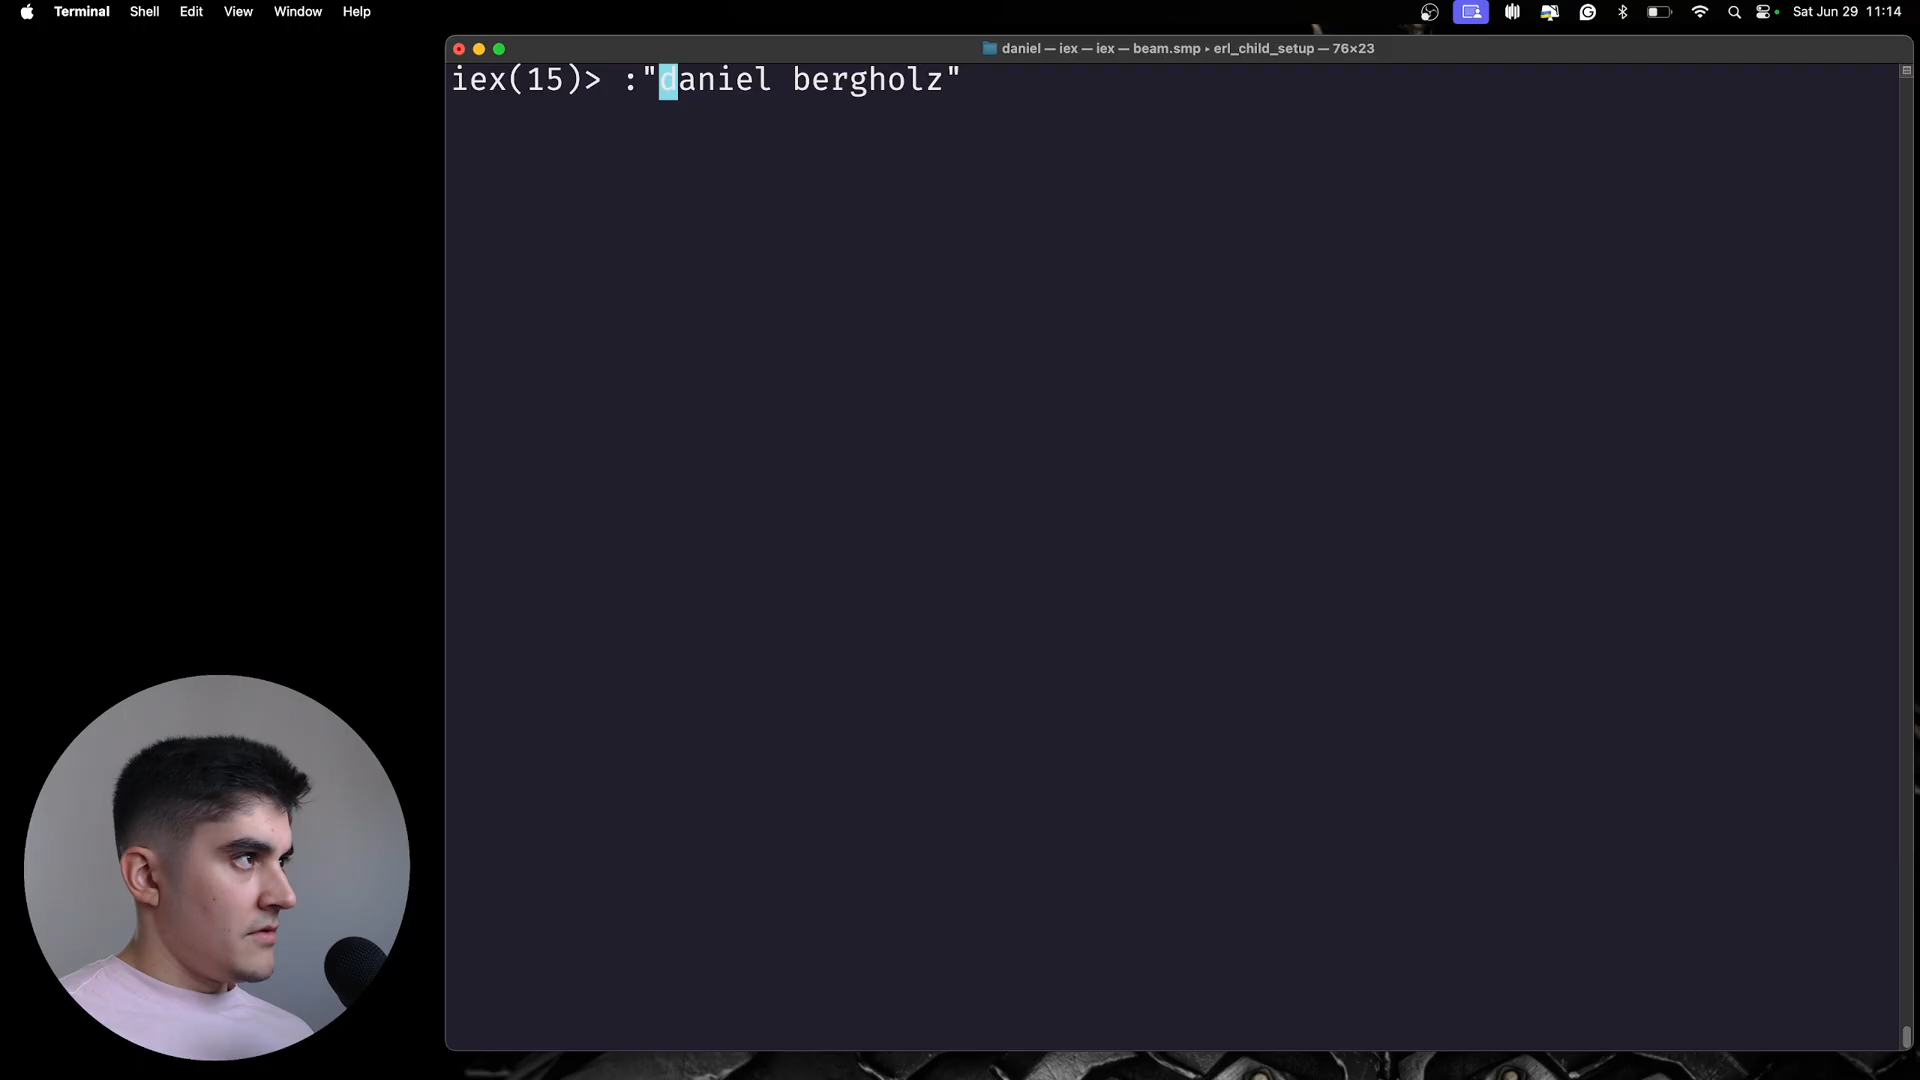 Terminal Shell Edit View Window Help
Sat Jun 29 11:14
daniel — iex — iex — beam.smp ▸ erl_child_setup — 76×23
iex(15)> :"daniel bergholz"